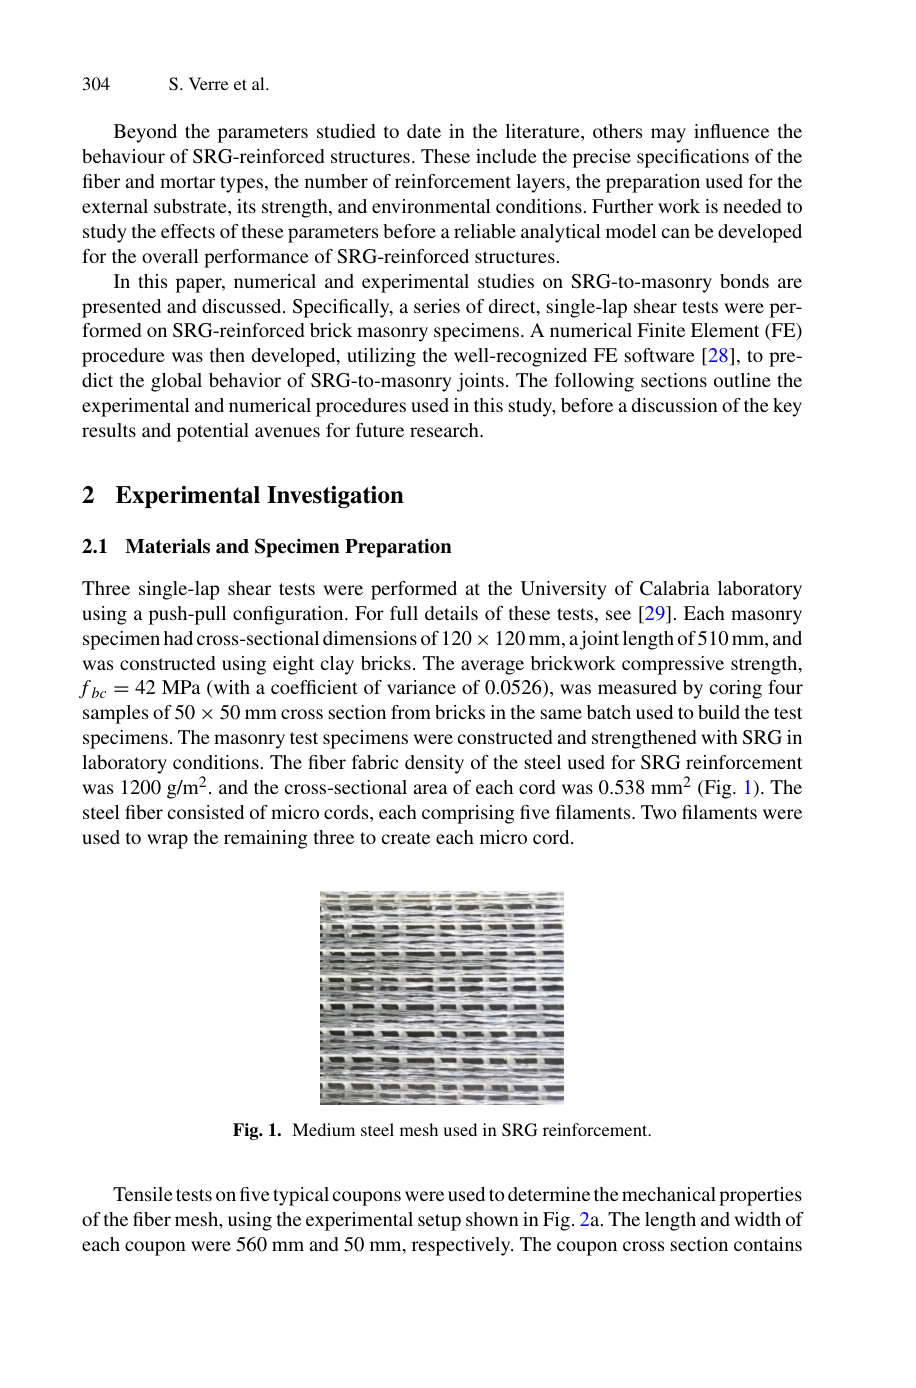 304 S. Verre et al.
Beyond the parameters studied to date in the literature, others may influence the
behaviour of SRG-reinforced structures. These include the precise specifications of the
fiber and mortar types, the number of reinforcement layers, the preparation used for the
external substrate, its strength, and environmental conditions. Further work is needed to
study the effects of these parameters before a reliable analytical model can be developed
for the overall performance of SRG-reinforced structures.
In this paper, numerical and experimental studies on SRG-to-masonry bonds are
presented and discussed. Specifically, a series of direct, single-lap shear tests were per-
formed on SRG-reinforced brick masonry specimens. A numerical Finite Element (FE)
procedure was then developed, utilizing the well-recognized FE software [28], to pre-
dict the global behavior of SRG-to-masonry joints. The following sections outline the
experimental and numerical procedures used in this study, before a discussion of the key
results and potential avenues for future research.
2 Experimental Investigation
2.1 Materials and Specimen Preparation
Three single-lap shear tests were performed at the University of Calabria laboratory
using a push-pull configuration. For full details of these tests, see [29]. Each masonry
specimen had cross-sectional dimensions of 120 × 120 mm, a joint length of 510 mm, and
was constructed using eight clay bricks. The average brickwork compressive strength,
f bc = 42 MPa (with a coefficient of variance of 0.0526), was measured by coring four
samples of 50 × 50 mm cross section from bricks in the same batch used to build the test
specimens. The masonry test specimens were constructed and strengthened with SRG in
laboratory conditions. The fiber fabric density of the steel used for SRG reinforcement
was 1200 g/m². and the cross-sectional area of each cord was 0.538 mm² (Fig. 1). The
steel fiber consisted of micro cords, each comprising five filaments. Two filaments were
used to wrap the remaining three to create each micro cord.
Fig. 1. Medium steel mesh used in SRG reinforcement.
Tensile tests on five typical coupons were used to determine the mechanical properties
of the fiber mesh, using the experimental setup shown in Fig. 2a. The length and width of
each coupon were 560 mm and 50 mm, respectively. The coupon cross section contains